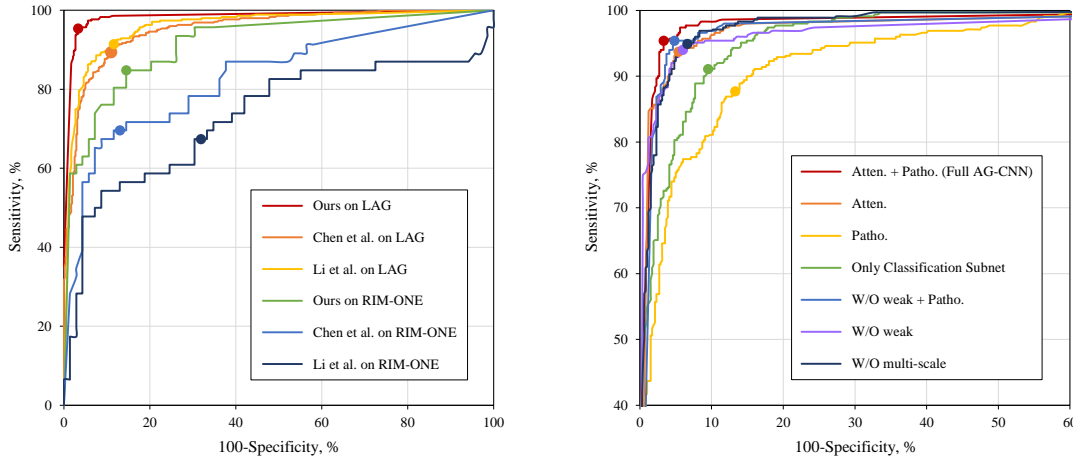 100
80
60
40
20
0
Sensitivity, %
Ours on LAG
Chen et al. on LAG
Li et al. on LAG
Ours on RIM-ONE
Chen et al. on RIM-ONE
Li et al. on RIM-ONE
0 20 40 60 80 100
100-Specificity, %
100
90
80
70
60
50
40
Sensitivity, %
Atten. + Patho. (Full AG-CNN)
Atten.
Patho.
Only Classification Subnet
W/O weak + Patho.
W/O weak
W/O multi-scale
0 10 20 30 40 50 60
100-Specificity, %